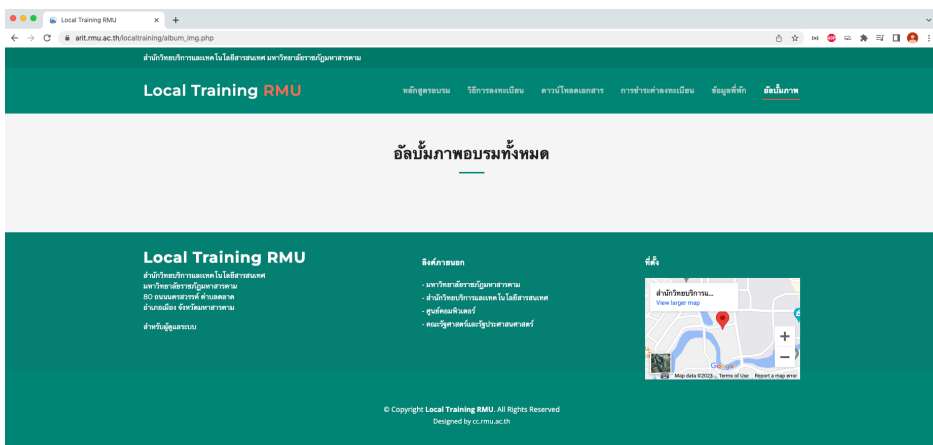 Local Training RMU
arit.rmu.ac.th/localtraining/album_img.php
สำนักวิทยบริการและเทคโนโลยีสารสนเทศ มหาวิทยาลัยราชภัฏมหาสารคาม
Local Training RMU
หลักสูตรอบรม วิธีการลงทะเบียน ดาวน์โหลดเอกสาร การชำระค่าลงทะเบียน ข้อมูลที่พัก อัลบั้มภาพ
อัลบั้มภาพอบรมทั้งหมด
Local Training RMU
สำนักวิทยบริการและเทคโนโลยีสารสนเทศ
มหาวิทยาลัยราชภัฏมหาสารคาม
80 ถนนนครสวรรค์ ตำบลตลาด
อำเภอเมือง จังหวัดมหาสารคาม
สำหรับผู้ดูแลระบบ
ลิงค์ภายนอก
- มหาวิทยาลัยราชภัฏมหาสารคาม
- สำนักวิทยบริการและเทคโนโลยีสารสนเทศ
- ศูนย์คอมพิวเตอร์
- คณะรัฐศาสตร์และรัฐประศาสนศาสตร์
ที่ตั้ง
สำนักวิทยบริการแ...
View larger map
Google
Map data ©2023 Terms of Use Report a map error
© Copyright Local Training RMU. All Rights Reserved
Designed by cc.rmu.ac.th